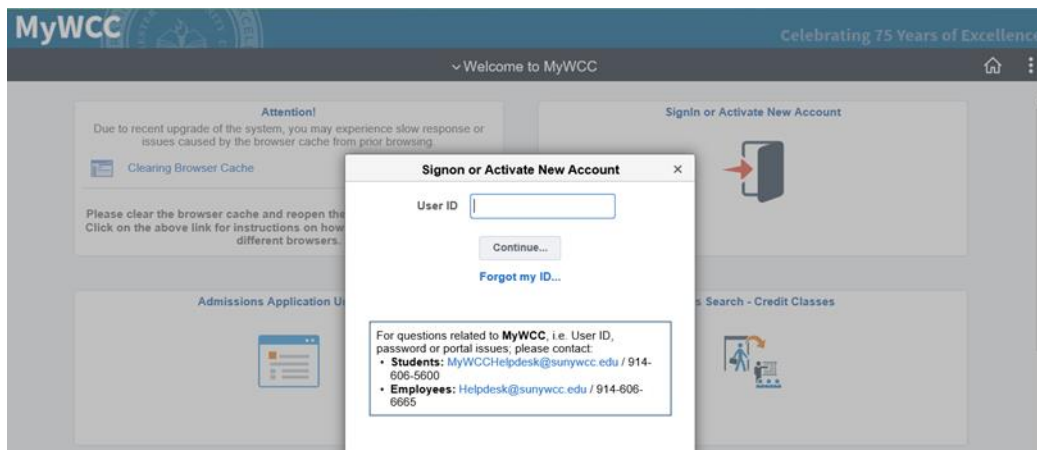 MyWCC
Celebrating 75 Years of Excellence
Welcome to MyWCC
Attention!
Due to recent upgrade of the system, you may experience slow response or
issues caused by the browser cache from prior browsing.
Clearing Browser Cache
Please clear the browser cache and reopen the
Click on the above link for instructions on how
different browsers.
SignIn or Activate New Account
Signon or Activate New Account
User ID
Continue...
Forgot my ID...
For questions related to MyWCC, i.e. User ID,
password or portal issues; please contact:
• Students: MyWCCHelpdesk@sunywcc.edu / 914-
606-5600
• Employees: Helpdesk@sunywcc.edu / 914-606-
6665
Admissions Application
Search - Credit Classes